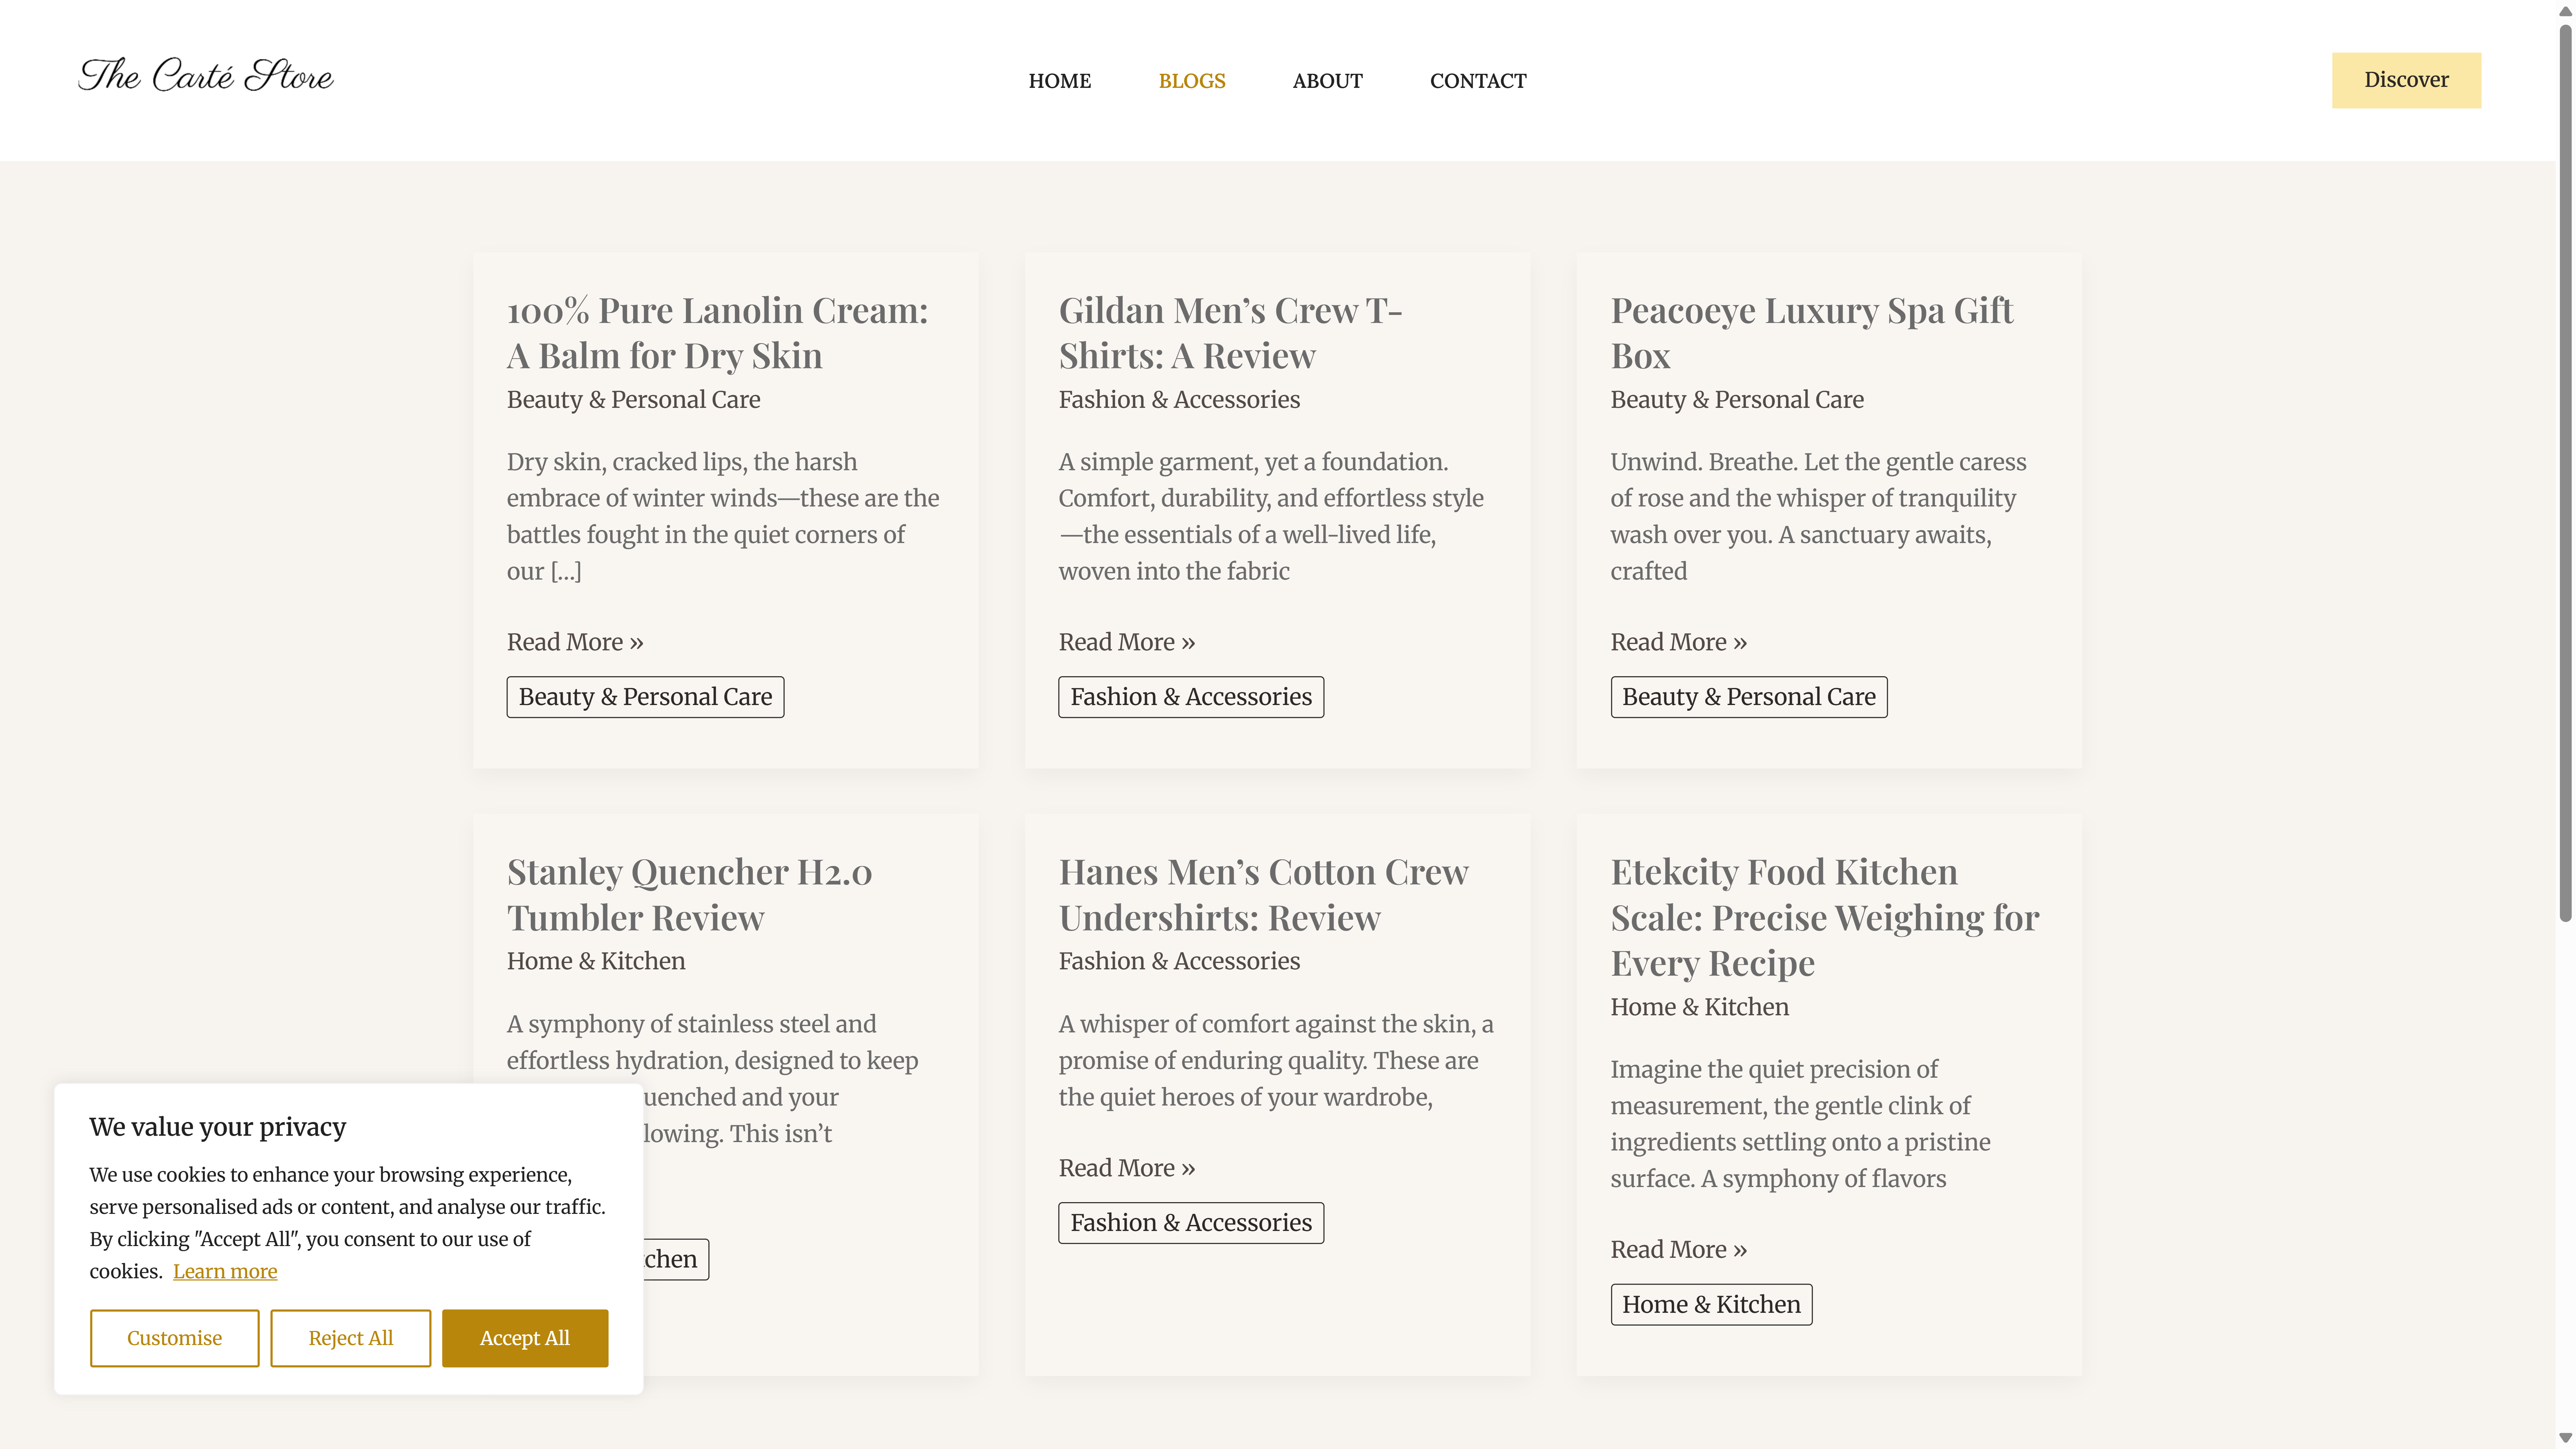 The Carté Store
HOME
BLOGS
ABOUT
CONTACT
Discover
100% Pure Lanolin Cream:
A Balm for Dry Skin
Beauty & Personal Care
Dry skin, cracked lips, the harsh
embrace of winter winds—these are the
battles fought in the quiet corners of
our […]
Read More »
Beauty & Personal Care
Gildan Men’s Crew T-
Shirts: A Review
Fashion & Accessories
A simple garment, yet a foundation.
Comfort, durability, and effortless style
—the essentials of a well-lived life,
woven into the fabric
Read More »
Fashion & Accessories
Peacoeye Luxury Spa Gift
Box
Beauty & Personal Care
Unwind. Breathe. Let the gentle caress
of rose and the whisper of tranquility
wash over you. A sanctuary awaits,
crafted
Read More »
Beauty & Personal Care
Stanley Quencher H2.0
Tumbler Review
Home & Kitchen
A symphony of stainless steel and
effortless hydration, designed to keep
uenched and your
lowing. This isn’t
chen
Hanes Men’s Cotton Crew
Undershirts: Review
Fashion & Accessories
A whisper of comfort against the skin, a
promise of enduring quality. These are
the quiet heroes of your wardrobe,
Read More »
Fashion & Accessories
Etekcity Food Kitchen
Scale: Precise Weighing for
Every Recipe
Home & Kitchen
Imagine the quiet precision of
measurement, the gentle clink of
ingredients settling onto a pristine
surface. A symphony of flavors
Read More »
Home & Kitchen
We value your privacy
We use cookies to enhance your browsing experience,
serve personalised ads or content, and analyse our traffic.
By clicking "Accept All", you consent to our use of
cookies. Learn more
Customise
Reject All
Accept All